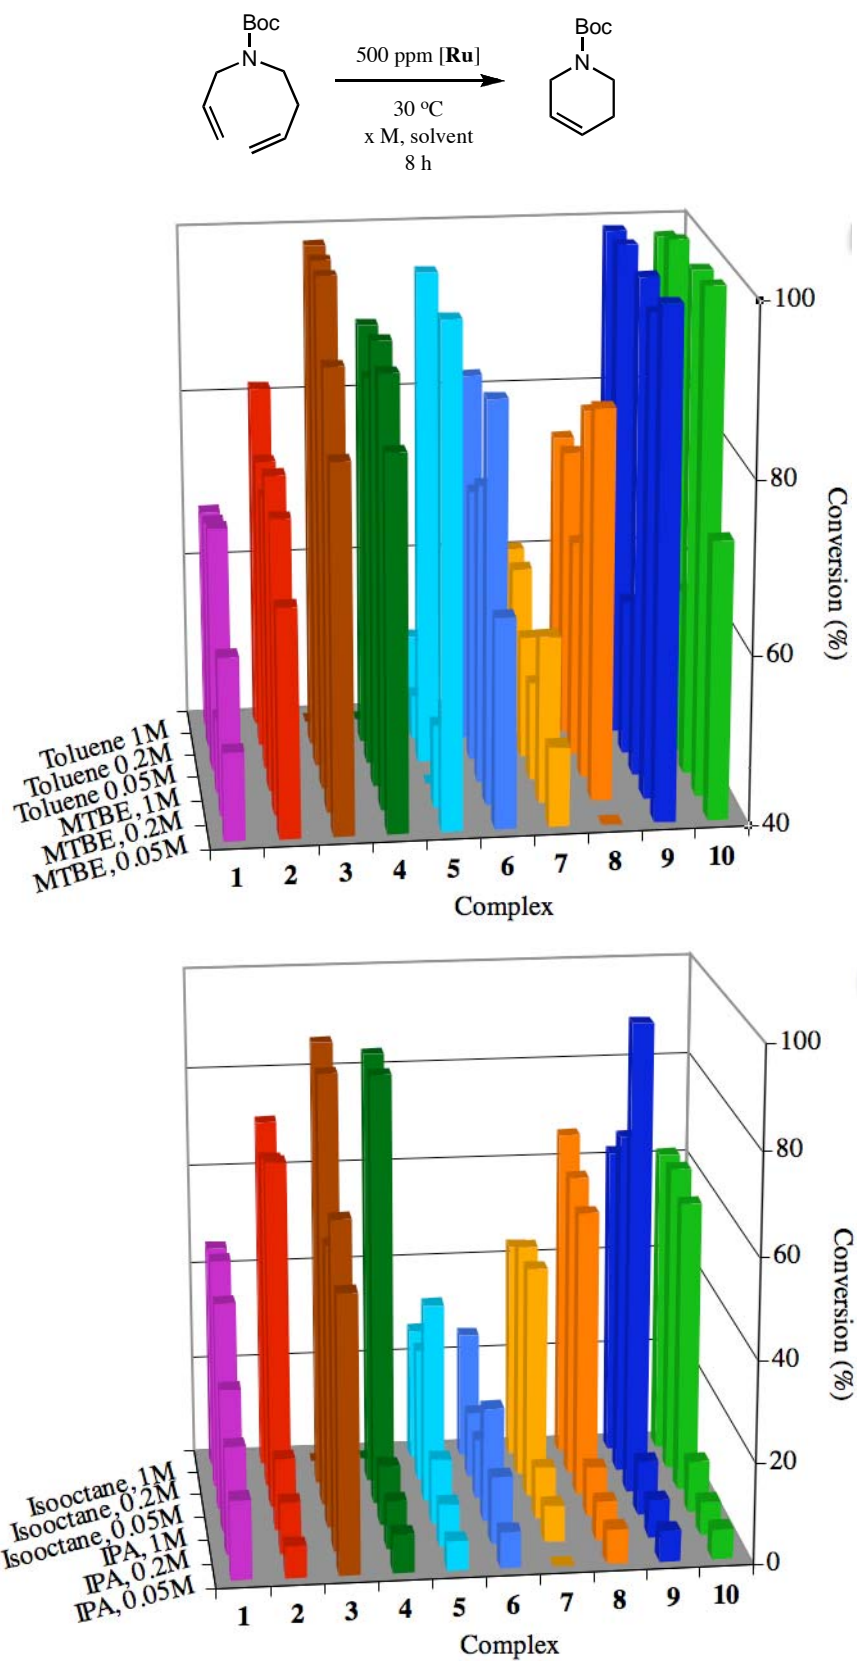 Boc
Boc
N
N
500 ppm [Ru]
30 °C
x M, solvent
8 h
100
80
60
40
Conversion (%)
Toluene 1M
Toluene 0.2M
Toluene 0.05M
MTBE, 1M
MTBE, 0.2M
MTBE, 0.05M
1 2 3 4 5 6 7 8 9 10
Complex
100
80
60
40
20
0
Conversion (%)
Isooctane, 1M
Isooctane, 0.2M
Isooctane, 0.05M
IPA, 1M
IPA, 0.2M
IPA, 0.05M
1 2 3 4 5 6 7 8 9 10
Complex